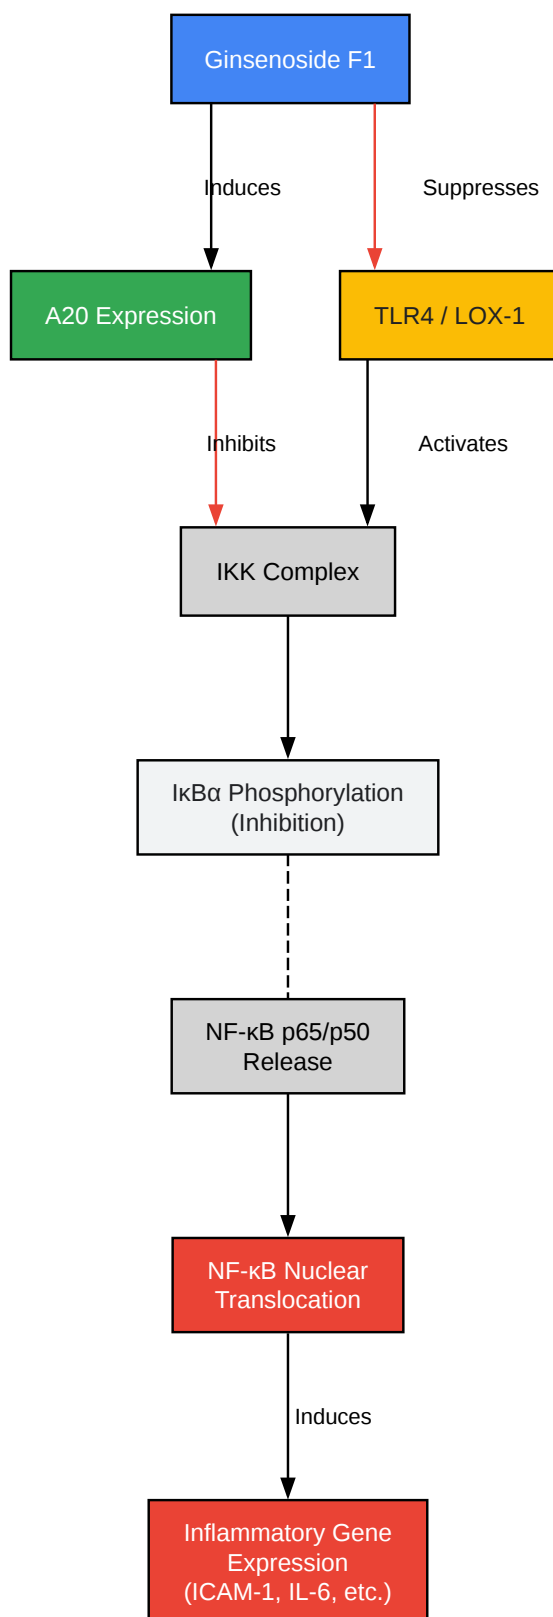 Ginsenoside F1
Induces
Suppresses
A20 Expression
TLR4 / LOX-1
Inhibits
Activates
IKK Complex
IκBα Phosphorylation
(Inhibition)
NF-κB p65/p50
Release
NF-κB Nuclear
Translocation
Induces
Inflammatory Gene
Expression
(ICAM-1, IL-6, etc.)